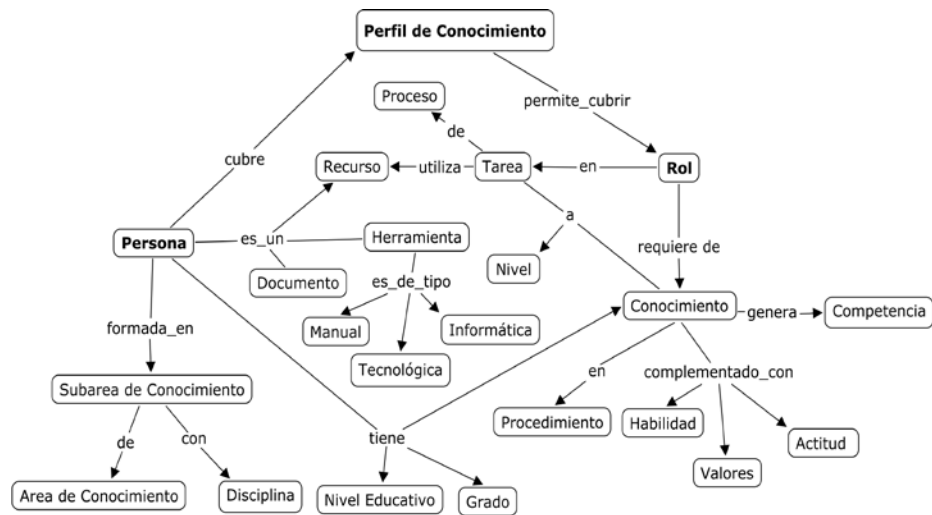 Perfil de Conocimiento
Proceso
permite_cubrir
de
cubre
Recurso
utiliza
Tarea
en
Rol
a
Persona
es_un
Herramienta
requiere de
Nivel
Documento
es_de_tipo
Conocimiento
genera
Competencia
formada_en
Manual
Informática
Tecnológica
en
complementado_con
Subarea de Conocimiento
Procedimiento
Habilidad
tiene
Actitud
de
con
Valores
Area de Conocimiento
Disciplina
Nivel Educativo
Grado